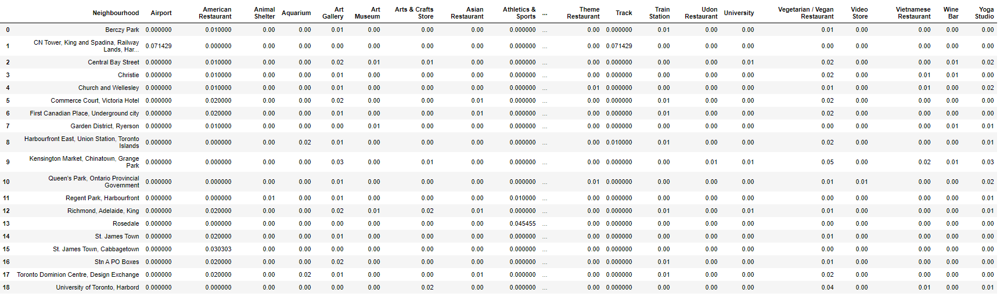 Neighbourhood Airport American Restaurant Animal Shelter Aquarium Art Gallery Art Museum Arts & Crafts Store Asian Restaurant Athletics & Sports ... Theme Restaurant Track Train Station Udon Restaurant University Vegetarian / Vegan Restaurant Video Store Vietnamese Restaurant Wine Bar Yoga Studio
0 Berczy Park 0.000000 0.010000 0.00 0.00 0.01 0.00 0.00 0.00 0.000000 ... 0.00 0.000000 0.01 0.00 0.00 0.01 0.00 0.00 0.00 0.00
1 CN Tower, King and Spadina, Railway Lands, Har... 0.071429 0.000000 0.00 0.00 0.00 0.00 0.00 0.00 0.000000 ... 0.00 0.071429 0.00 0.00 0.00 0.00 0.00 0.00 0.00 0.00
2 Central Bay Street 0.000000 0.010000 0.00 0.00 0.02 0.01 0.01 0.00 0.000000 ... 0.00 0.000000 0.00 0.00 0.01 0.02 0.00 0.00 0.01 0.02
3 Christie 0.000000 0.010000 0.00 0.00 0.01 0.00 0.00 0.00 0.000000 ... 0.00 0.000000 0.00 0.00 0.00 0.02 0.00 0.01 0.01 0.00
4 Church and Wellesley 0.000000 0.010000 0.00 0.00 0.01 0.00 0.00 0.00 0.000000 ... 0.01 0.000000 0.00 0.00 0.00 0.01 0.00 0.01 0.00 0.02
5 Commerce Court, Victoria Hotel 0.000000 0.020000 0.00 0.00 0.02 0.00 0.00 0.01 0.000000 ... 0.00 0.000000 0.01 0.00 0.00 0.02 0.00 0.00 0.00 0.00
6 First Canadian Place, Underground city 0.000000 0.020000 0.00 0.00 0.01 0.00 0.00 0.01 0.000000 ... 0.00 0.000000 0.01 0.00 0.00 0.02 0.00 0.00 0.00 0.00
7 Garden District, Ryerson 0.000000 0.010000 0.00 0.00 0.00 0.01 0.00 0.00 0.000000 ... 0.00 0.000000 0.00 0.00 0.00 0.00 0.00 0.00 0.01 0.01
8 Harbourfront East, Union Station, Toronto Islands 0.000000 0.000000 0.00 0.02 0.01 0.00 0.00 0.00 0.000000 ... 0.00 0.010000 0.01 0.00 0.00 0.02 0.00 0.00 0.00 0.01
9 Kensington Market, Chinatown, Grange Park 0.000000 0.000000 0.00 0.00 0.03 0.00 0.01 0.00 0.000000 ... 0.00 0.000000 0.00 0.01 0.01 0.05 0.00 0.02 0.01 0.03
10 Queen's Park, Ontario Provincial Government 0.000000 0.000000 0.00 0.00 0.01 0.00 0.00 0.00 0.000000 ... 0.01 0.000000 0.00 0.00 0.00 0.01 0.01 0.00 0.00 0.02
11 Regent Park, Harbourfront 0.000000 0.000000 0.01 0.00 0.01 0.00 0.00 0.00 0.010000 ... 0.00 0.000000 0.00 0.00 0.00 0.00 0.00 0.00 0.00 0.01
12 Richmond, Adelaide, King 0.000000 0.020000 0.00 0.00 0.02 0.01 0.02 0.01 0.000000 ... 0.00 0.000000 0.01 0.00 0.01 0.01 0.00 0.00 0.00 0.01
13 Rosedale 0.000000 0.000000 0.00 0.00 0.00 0.00 0.00 0.00 0.045455 ... 0.00 0.000000 0.00 0.00 0.00 0.00 0.00 0.00 0.00 0.00
14 St. James Town 0.000000 0.020000 0.00 0.00 0.01 0.00 0.00 0.00 0.000000 ... 0.00 0.000000 0.00 0.00 0.00 0.01 0.00 0.00 0.00 0.00
15 St. James Town, Cabbagetown 0.000000 0.030303 0.00 0.00 0.00 0.00 0.00 0.00 0.000000 ... 0.00 0.000000 0.00 0.00 0.00 0.00 0.00 0.00 0.00 0.00
16 Stn A PO Boxes 0.000000 0.020000 0.00 0.00 0.02 0.00 0.00 0.00 0.000000 ... 0.00 0.000000 0.01 0.00 0.00 0.01 0.00 0.00 0.00 0.00
17 Toronto Dominion Centre, Design Exchange 0.000000 0.020000 0.00 0.02 0.01 0.00 0.00 0.01 0.000000 ... 0.00 0.000000 0.01 0.00 0.00 0.02 0.00 0.00 0.00 0.00
18 University of Toronto, Harbord 0.000000 0.000000 0.00 0.00 0.00 0.00 0.02 0.00 0.000000 ... 0.00 0.000000 0.00 0.00 0.00 0.04 0.00 0.01 0.00 0.01